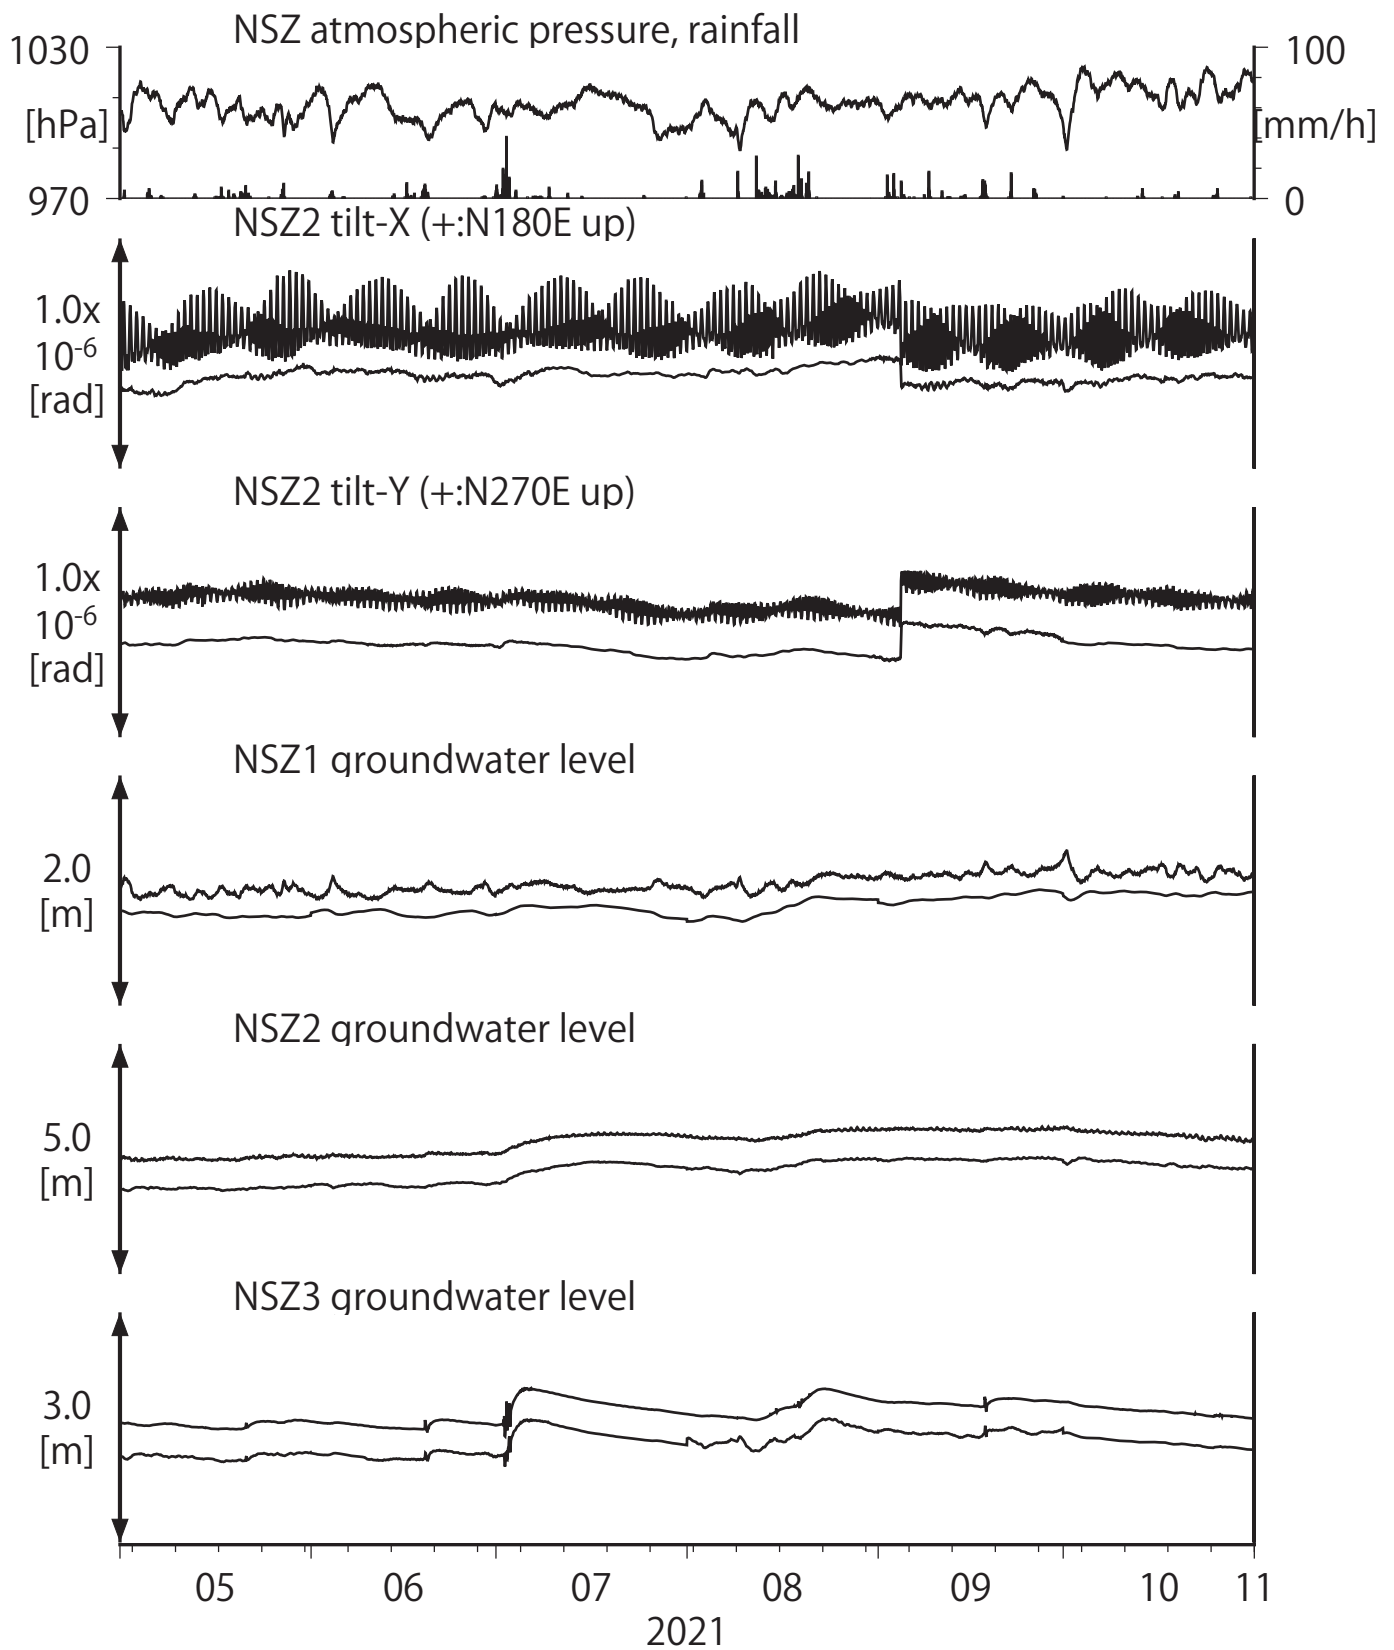 NSZ atmospheric pressure, rainfall
1030
100
[hPa]
[mm/h]
970
0
NSZ2 tilt-X (+:N180E up)
1.0x
10⁻⁶
[rad]
NSZ2 tilt-Y (+:N270E up)
1.0x
10⁻⁶
[rad]
NSZ1 groundwater level
2.0
[m]
NSZ2 groundwater level
5.0
[m]
NSZ3 groundwater level
3.0
[m]
05 06 07 08 09 10 11
2021